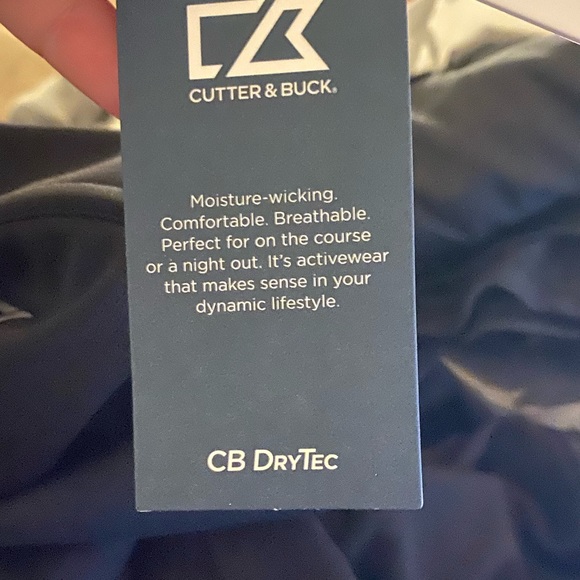 CB
CUTTER & BUCK®
Moisture-wicking.
Comfortable. Breathable.
Perfect for on the course
or a night out. It's activewear
that makes sense in your
dynamic lifestyle.
CB DRYTEC